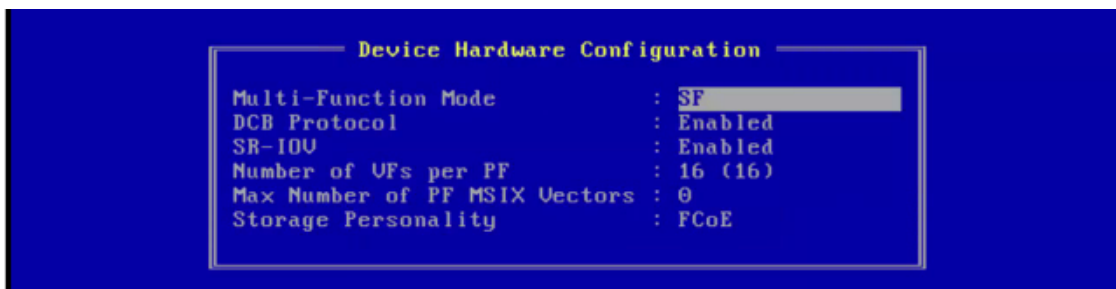 Device Hardware Configuration
Multi-Function Mode : SF
DCB Protocol : Enabled
SR-IOV : Enabled
Number of VFs per PF : 16 (16)
Max Number of PF MSIX Vectors : 0
Storage Personality : FCoE